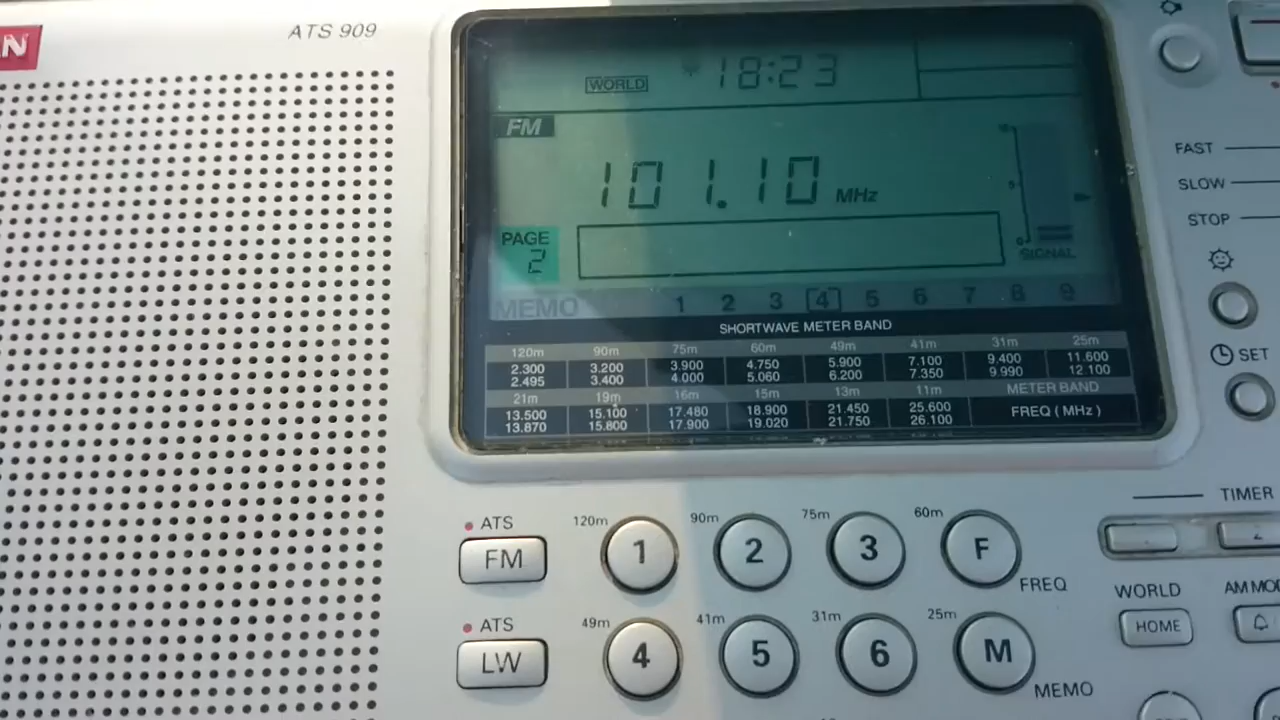 AN
ATS 909
WORLD
18:23
FM
101.10 MHz
PAGE
2
10
5
0
SIGNAL
MEMO 1 2 3 [4] 5 6 7 8 9
SHORTWAVE METER BAND
120m 90m 75m 60m 49m 41m 31m 25m
2.300 3.200 3.900 4.750 5.900 7.100 9.400 11.600
2.495 3.400 4.000 5.060 6.200 7.350 9.990 12.100
21m 19m 16m 15m 13m 11m METER BAND
13.500 15.100 17.480 18.900 21.450 25.600 FREQ ( MHz )
13.870 15.800 17.900 19.020 21.750 26.100
FAST
SLOW
STOP
SET
TIMER
ATS
FM
120m 1
90m 2
75m 3
60m F
FREQ
WORLD
HOME
AM MO
ATS
LW
49m 4
41m 5
31m 6
25m M
MEMO